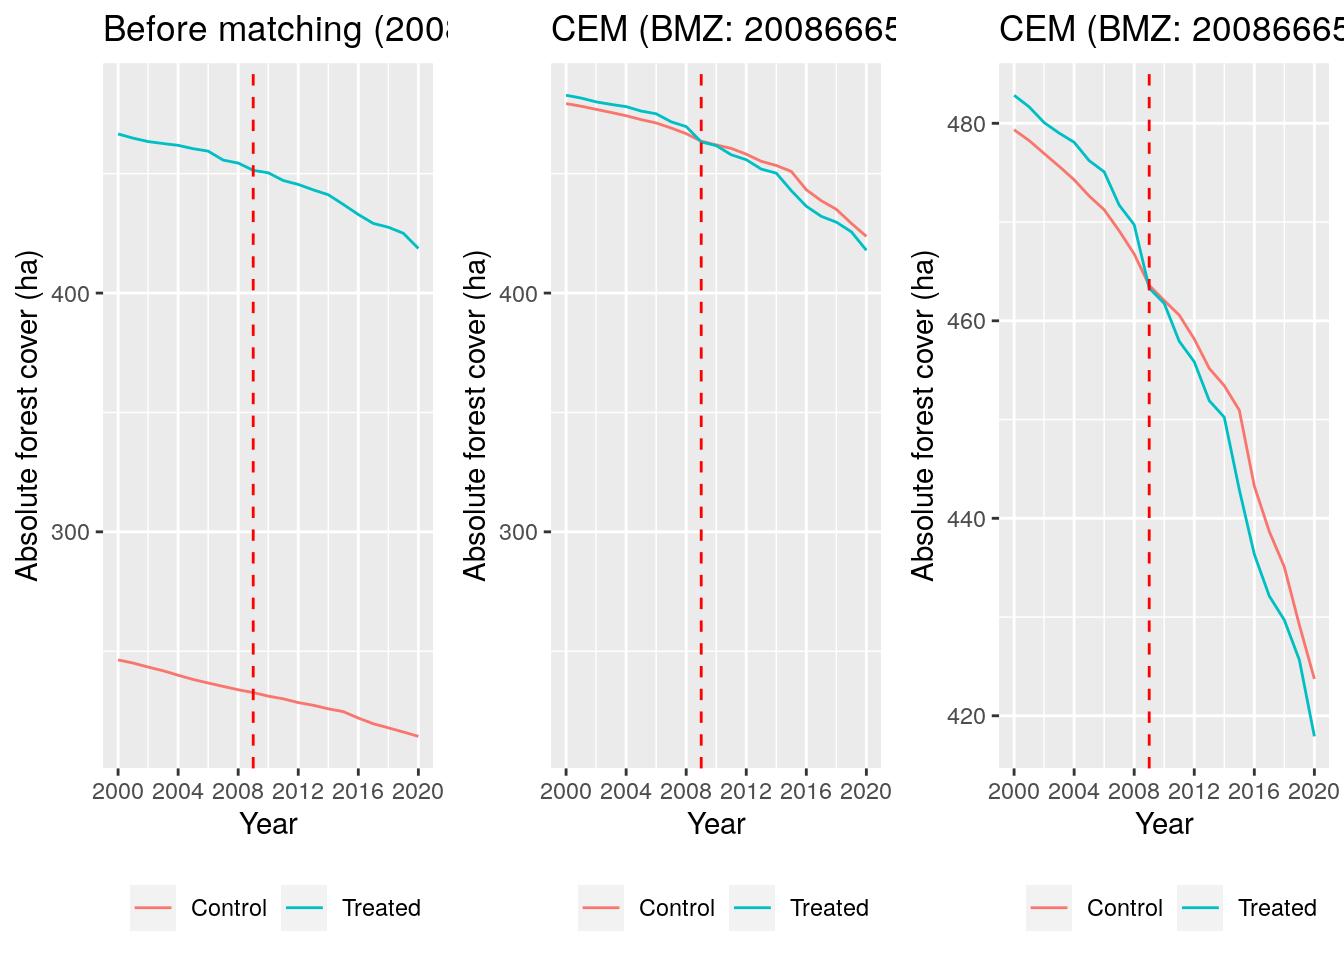 Before matching (2008
Absolute forest cover (ha)
400
300
2000 2004 2008 2012 2016 2020
Year
Control Treated
CEM (BMZ: 20086665
Absolute forest cover (ha)
400
300
2000 2004 2008 2012 2016 2020
Year
Control Treated
CEM (BMZ: 20086665
Absolute forest cover (ha)
480
460
440
420
2000 2004 2008 2012 2016 2020
Year
Control Treated